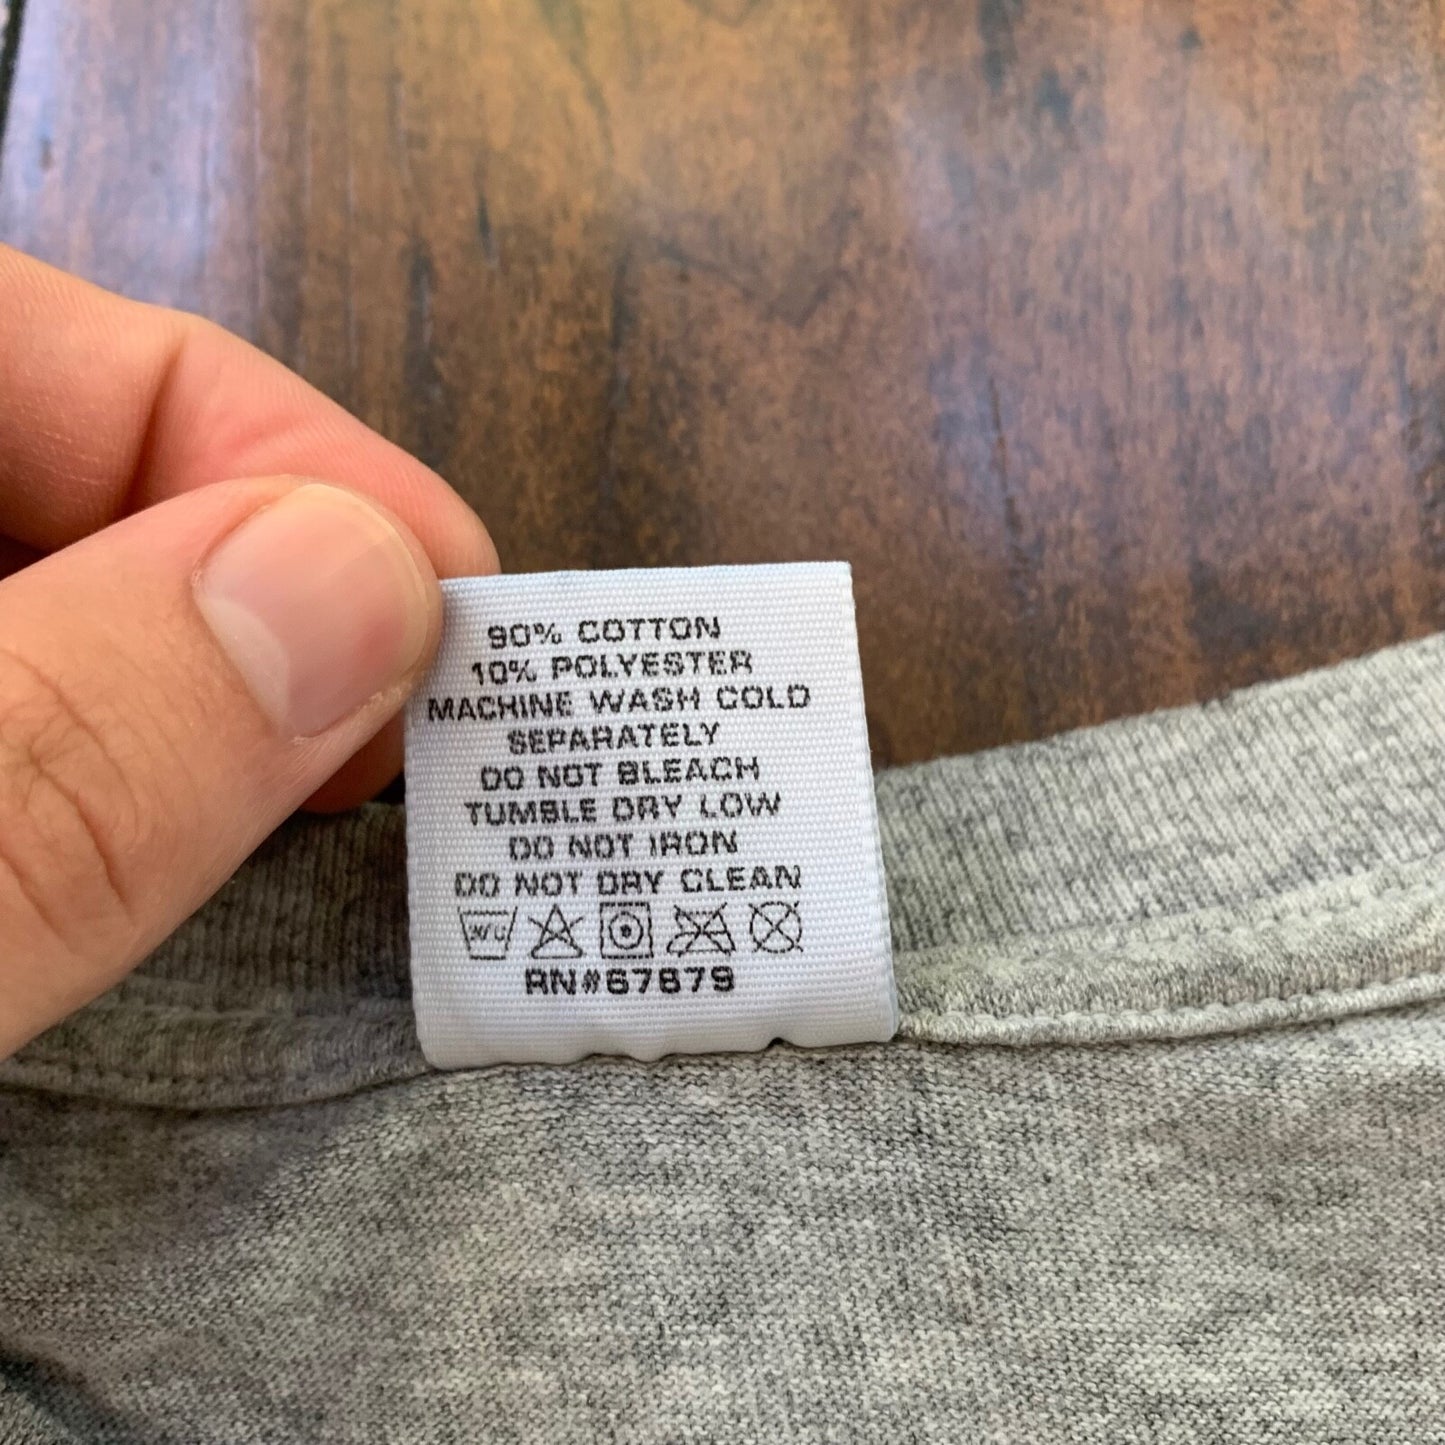 90% COTTON
10% POLYESTER
MACHINE WASH COLD
SEPARATELY
DO NOT BLEACH
TUMBLE DRY LOW
DO NOT IRON
DO NOT DRY CLEAN
RN#67879